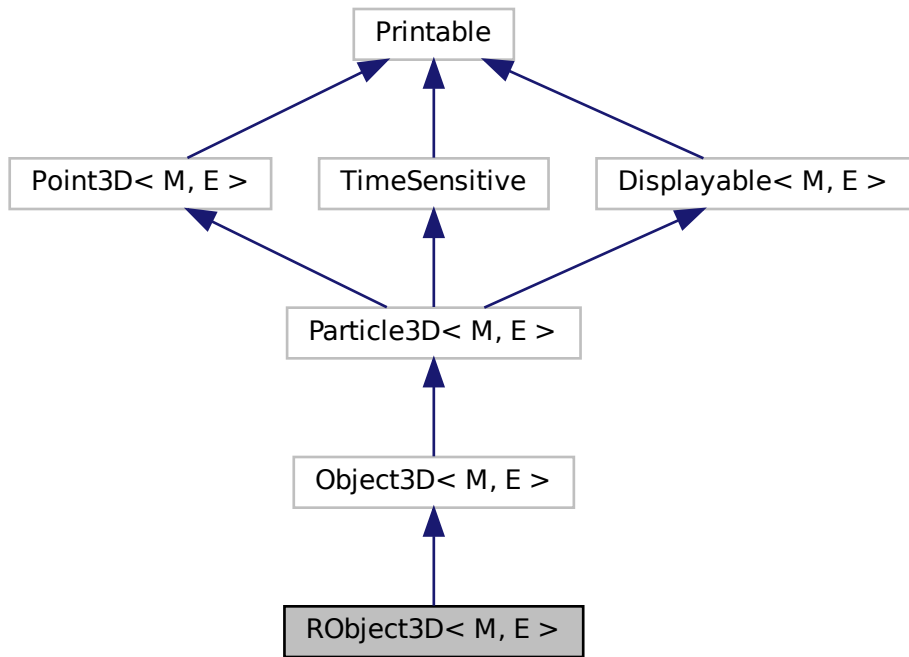 Printable
Point3D< M, E >
TimeSensitive
Displayable< M, E >
Particle3D< M, E >
Object3D< M, E >
RObject3D< M, E >